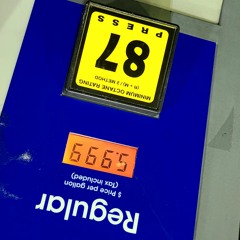 Regular
$ Price per gallon
(Tax included)
5.999
MINIMUM OCTANE RATING
(R + M) / 2 METHOD
87
PRESS